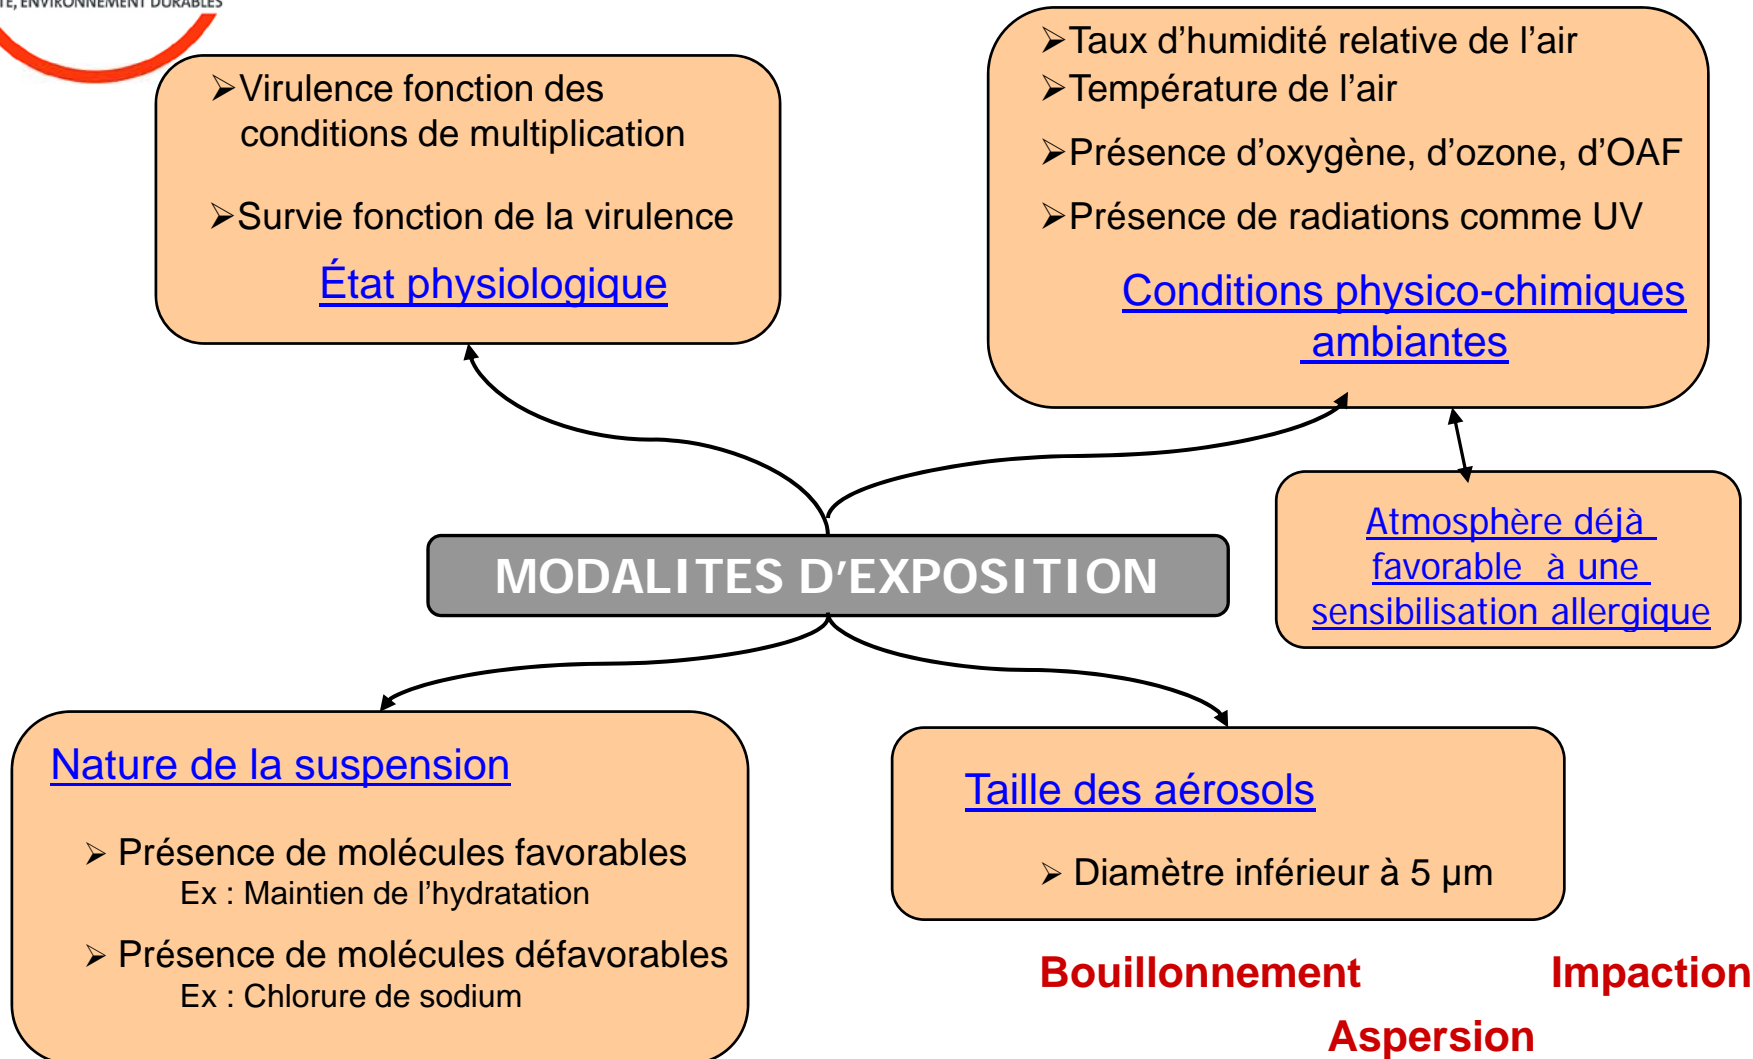 ENVIRONNEMENT DURABLES
➢Virulence fonction des
conditions de multiplication
➢Survie fonction de la virulence
État physiologique
➢Taux d’humidité relative de l’air
➢Température de l’air
➢Présence d’oxygène, d’ozone, d’OAF
➢Présence de radiations comme UV
Conditions physico-chimiques
ambiantes
MODALITES D’EXPOSITION
Atmosphère déjà
favorable à une
sensibilisation allergique
Nature de la suspension
➢ Présence de molécules favorables
Ex : Maintien de l’hydratation
➢ Présence de molécules défavorables
Ex : Chlorure de sodium
Taille des aérosols
➢ Diamètre inférieur à 5 µm
Bouillonnement Impaction
Aspersion